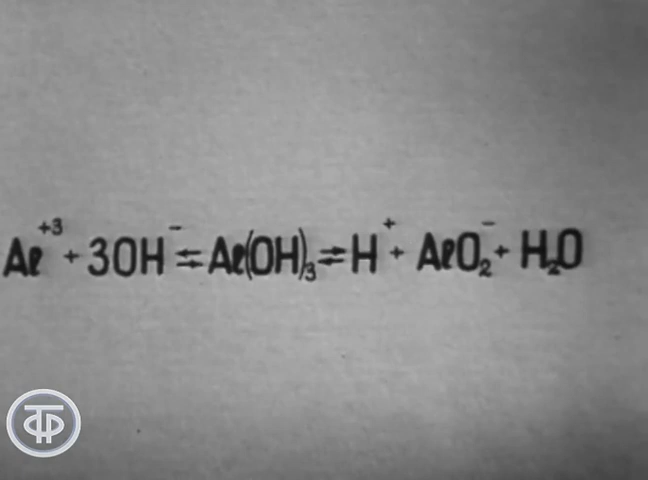 Al⁺³ + 3OH⁻ ⇌ Al(OH)₃ ⇌ H⁺ + AlO₂⁻ + H₂O